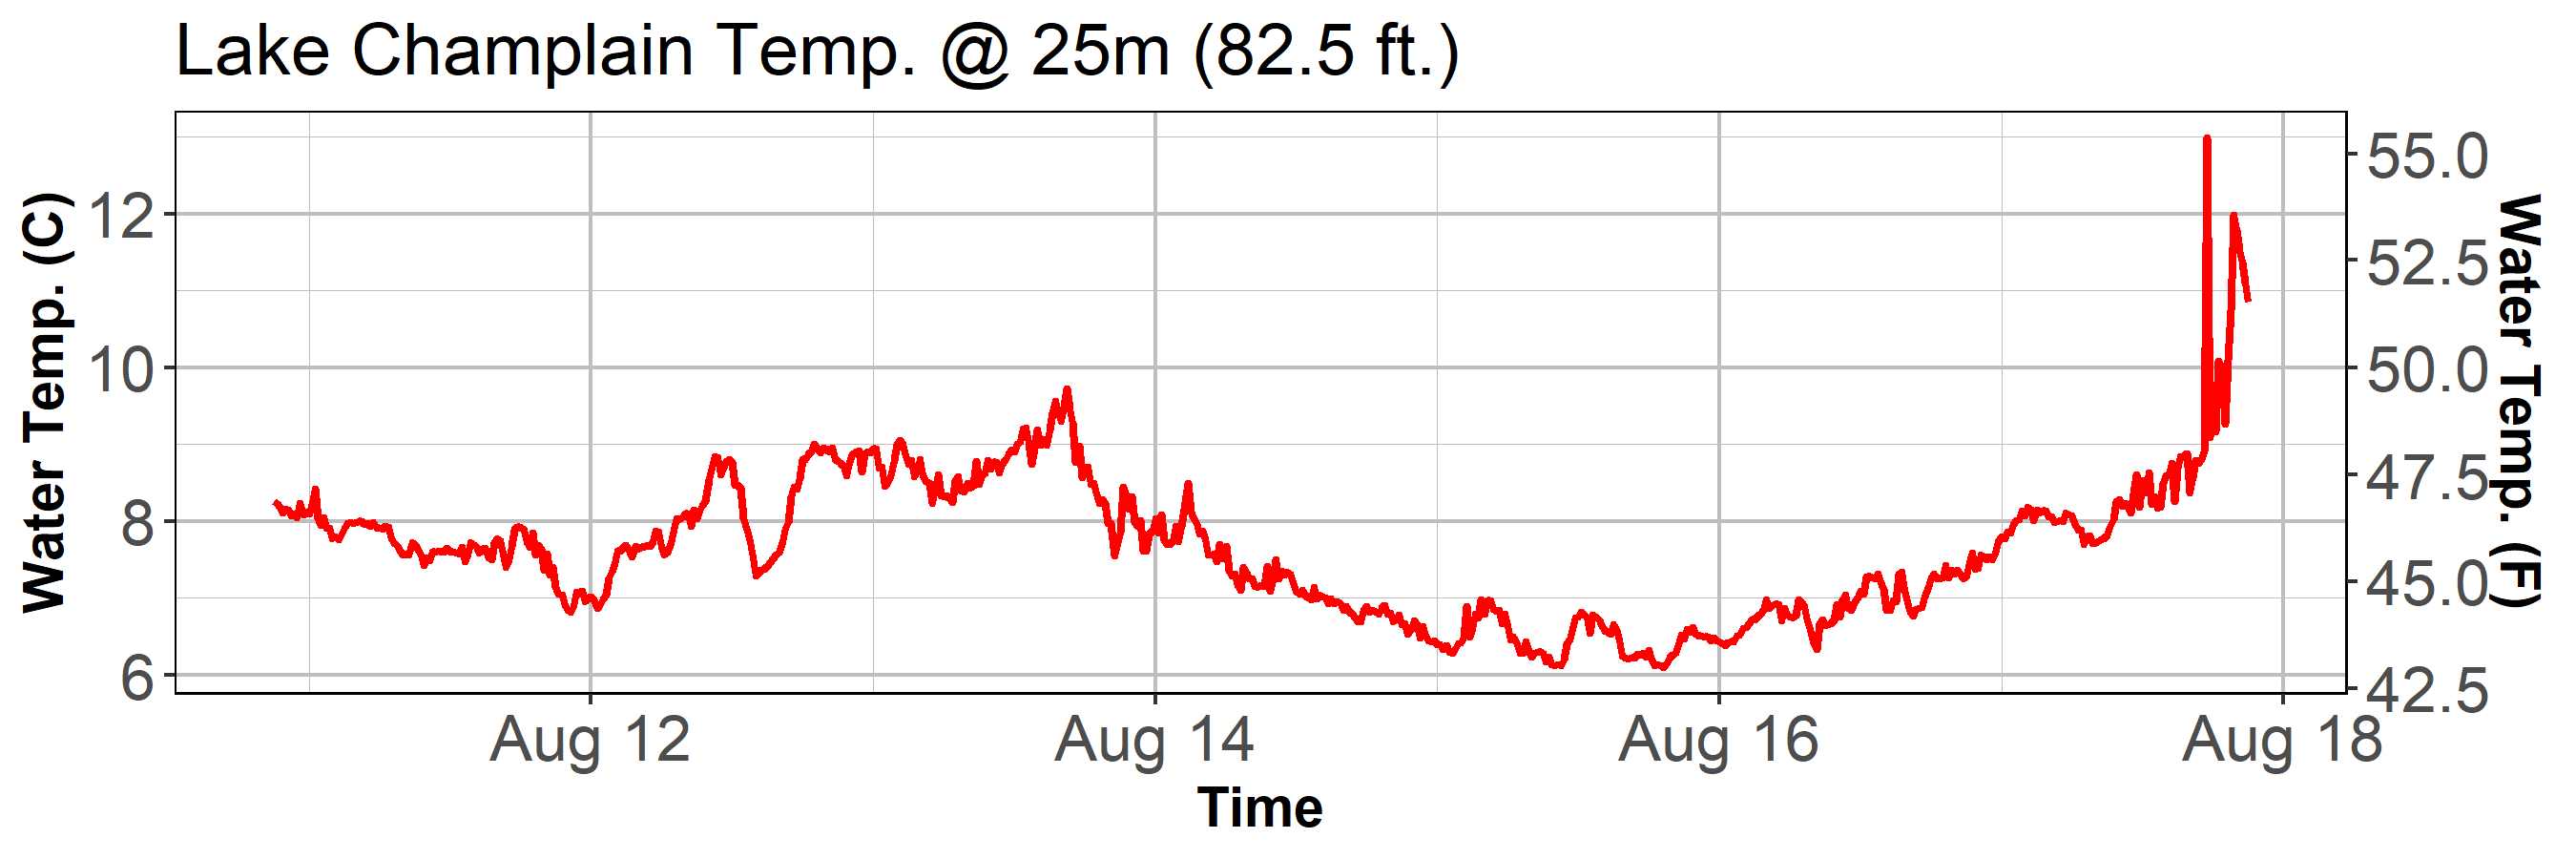 Lake Champlain Temp. @ 25m (82.5 ft.)
Water Temp. (C)
12
10
8
6
55.0
52.5
50.0
47.5
45.0
42.5
Water Temp. (F)
Aug 12 Aug 14 Aug 16 Aug 18
Time